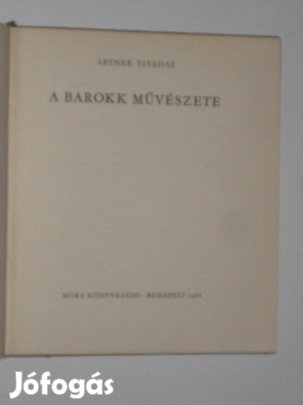 ARTNER TIVADAR
A BAROKK MŰVÉSZETE
MÓRA KÖNYVKIADÓ · BUDAPEST
Jófogás